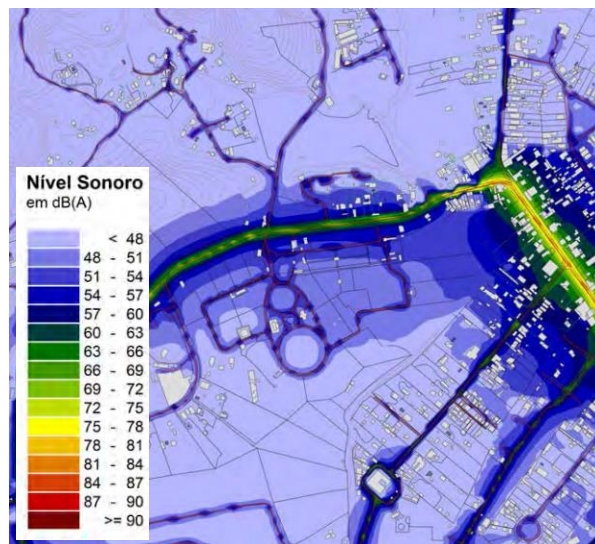 Nível Sonoro
em dB(A)
< 48
48 - 51
51 - 54
54 - 57
57 - 60
60 - 63
63 - 66
66 - 69
69 - 72
72 - 75
75 - 78
78 - 81
81 - 84
84 - 87
87 - 90
>= 90